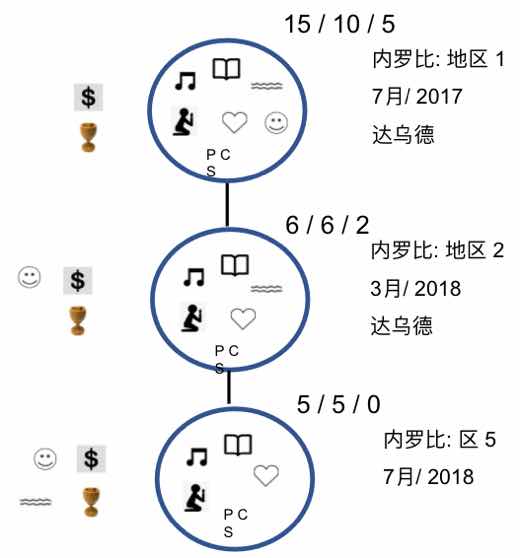 15 / 10 / 5
内罗比: 地区 1
7月/ 2017
达乌德
$
P C
S
6 / 6 / 2
内罗比: 地区 2
3月/ 2018
达乌德
$
P C
S
5 / 5 / 0
内罗比: 区 5
7月/ 2018
$
P C
S